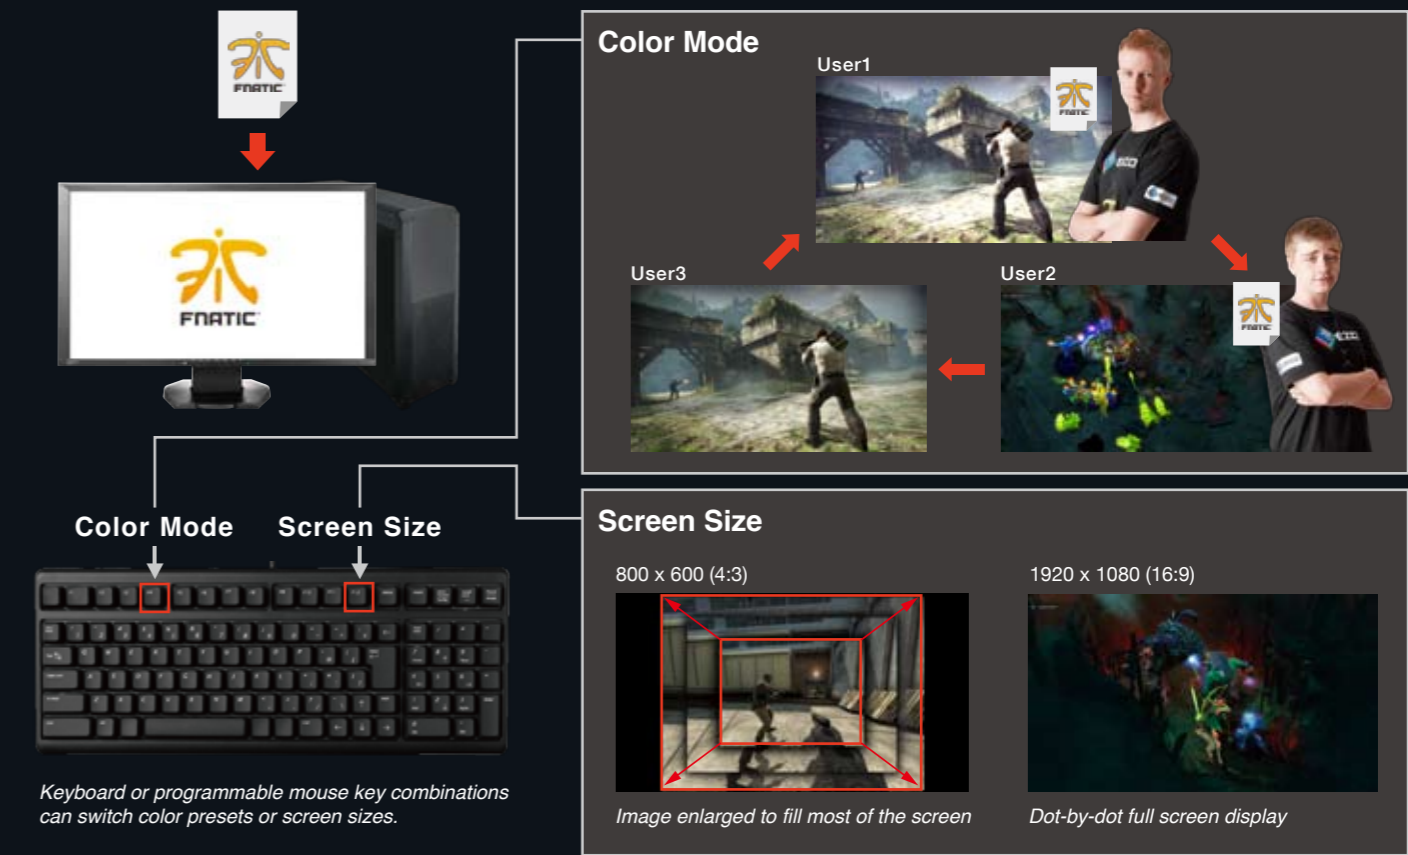 FNATIC
FNATIC
Color Mode
Screen Size
Keyboard or programmable mouse key combinations
can switch color presets or screen sizes.
Color Mode
User1
FNATIC
EIZO
User3
User2
FNATIC
EIZO
Screen Size
800 x 600 (4:3)
1920 x 1080 (16:9)
Image enlarged to fill most of the screen
Dot-by-dot full screen display